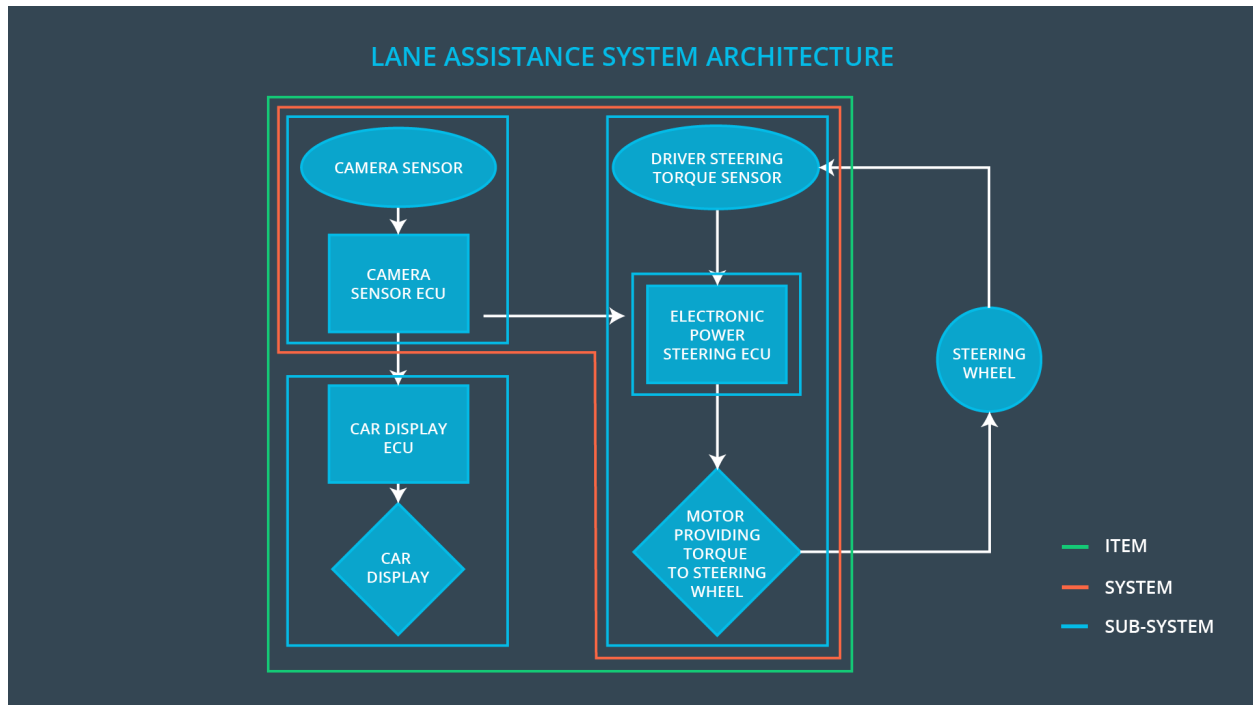 LANE ASSISTANCE SYSTEM ARCHITECTURE
CAMERA SENSOR
CAMERA
SENSOR ECU
CAR DISPLAY
ECU
CAR
DISPLAY
DRIVER STEERING
TORQUE SENSOR
ELECTRONIC
POWER
STEERING ECU
MOTOR
PROVIDING
TORQUE
TO STEERING
WHEEL
STEERING
WHEEL
ITEM
SYSTEM
SUB-SYSTEM